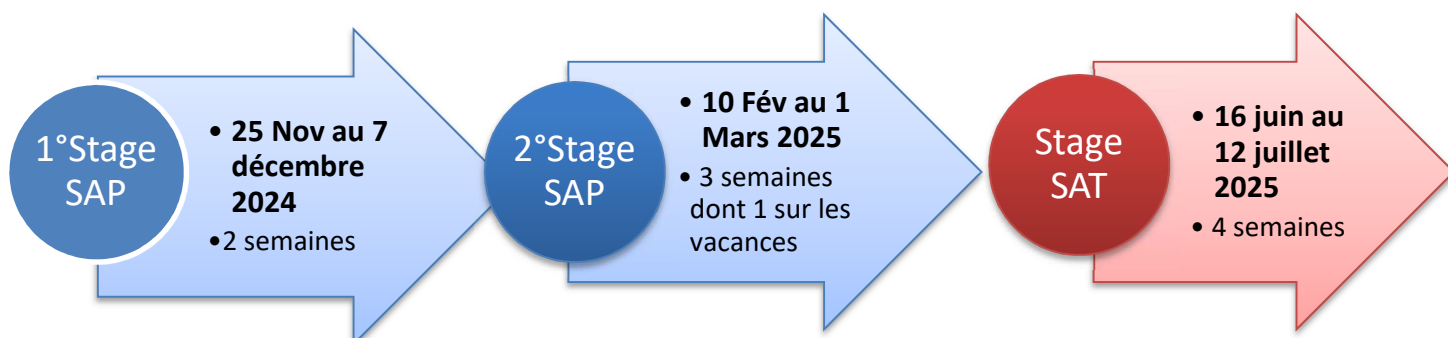 1°Stage
SAP
• 25 Nov au 7
décembre
2024
•2 semaines
2°Stage
SAP
• 10 Fév au 1
Mars 2025
• 3 semaines
dont 1 sur les
vacances
Stage
SAT
• 16 juin au
12 juillet
2025
• 4 semaines